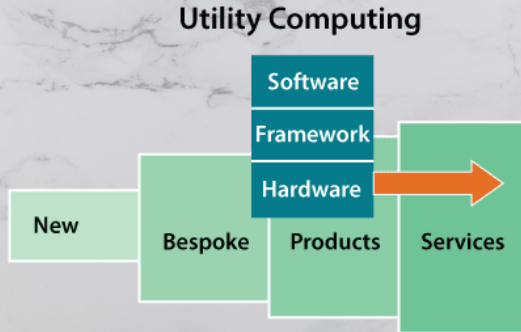 Utility Computing
Software
Framework
Hardware
New
Bespoke
Products
Services